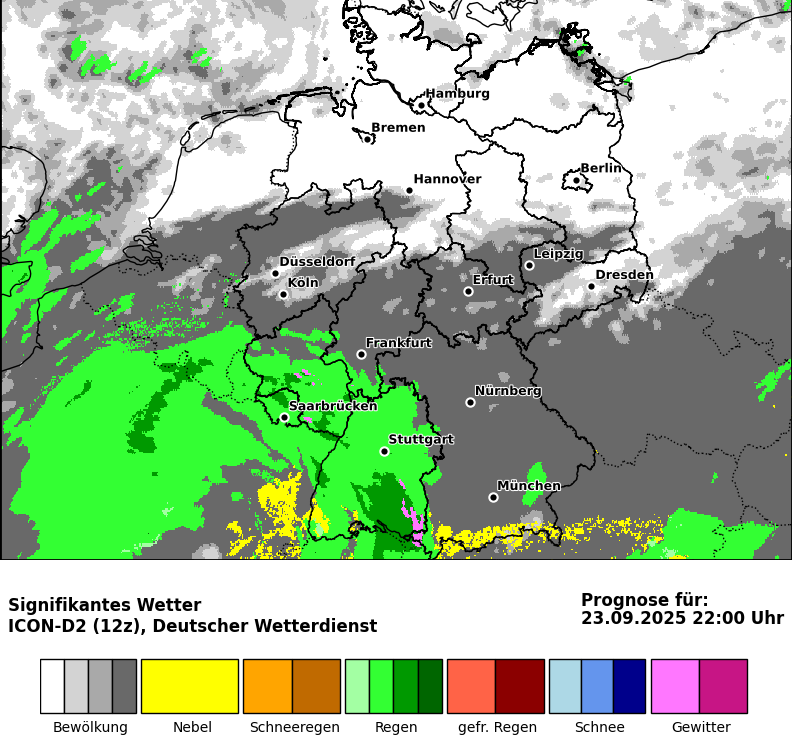 Hamburg
Bremen
Berlin
Hannover
Leipzig
Düsseldorf
Dresden
Köln
Erfurt
Frankfurt
Nürnberg
Saarbrücken
Stuttgart
München
Signifikantes Wetter
ICON-D2 (12z), Deutscher Wetterdienst
Prognose für:
23.09.2025 22:00 Uhr
Bewölkung
Nebel
Schneeregen
Regen
gefr. Regen
Schnee
Gewitter